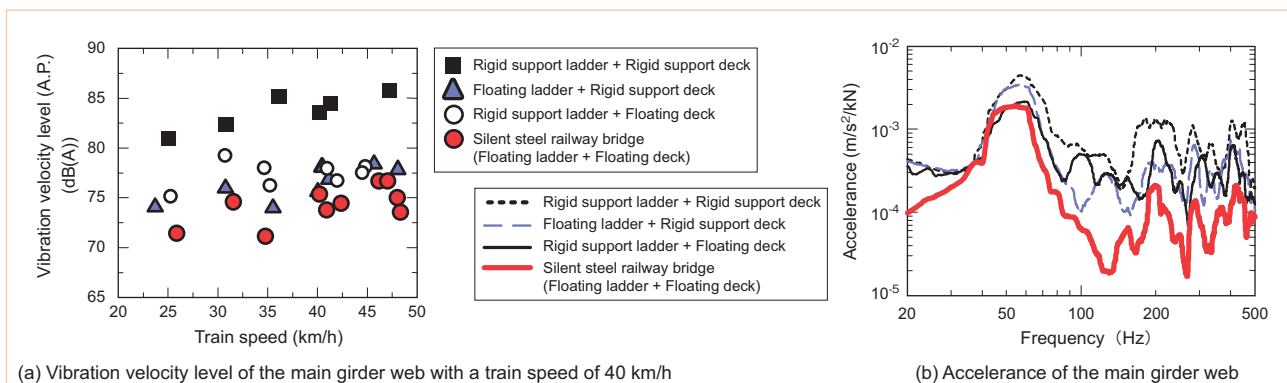 90
85
80
75
70
65
20 25 30 35 40 45 50
Vibration velocity level (A.P.)
(dB(A))
Train speed (km/h)
Rigid support ladder + Rigid support deck
Floating ladder + Rigid support deck
Rigid support ladder + Floating deck
Silent steel railway bridge
(Floating ladder + Floating deck)
Rigid support ladder + Rigid support deck
Floating ladder + Rigid support deck
Rigid support ladder + Floating deck
Silent steel railway bridge
(Floating ladder + Floating deck)
10⁻²
10⁻³
10⁻⁴
10⁻⁵
20 100 200 500
Accelerance (m/s²/kN)
Frequency (Hz)
(a) Vibration velocity level of the main girder web with a train speed of 40 km/h
(b) Accelerance of the main girder web